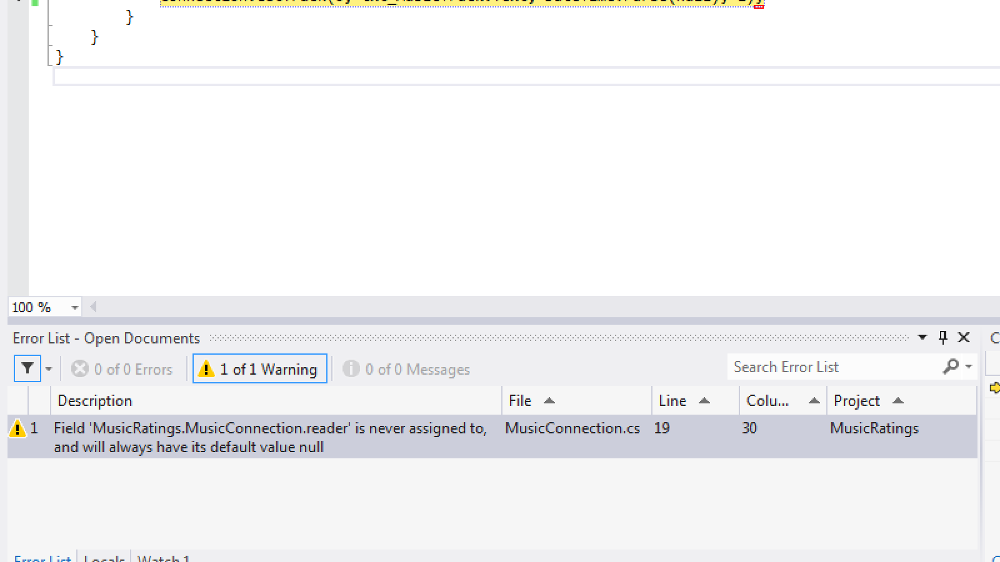 }
}
}
100 %
Error List - Open Documents
0 of 0 Errors
1 of 1 Warning
0 of 0 Messages
Search Error List
Description File Line Colu... Project
1 Field 'MusicRatings.MusicConnection.reader' is never assigned to, MusicConnection.cs 19 30 MusicRatings
and will always have its default value null
Error List Locals Watch 1